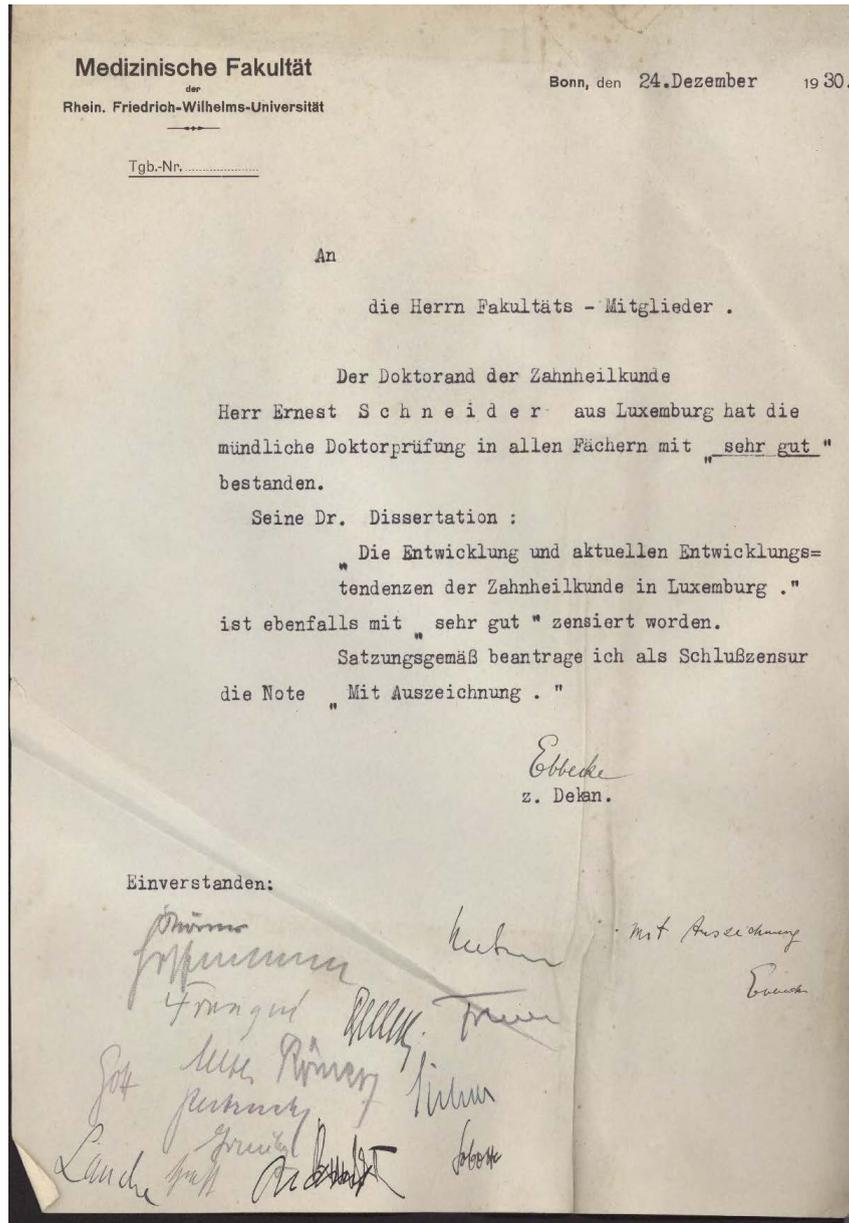 Medizinische Fakultät
der
Rhein. Friedrich-Wilhelms-Universität
Bonn, den 24.Dezember 1930.
Tgb.-Nr.
An
die Herrn Fakultäts - Mitglieder .
Der Doktorand der Zahnheilkunde
Herr Ernest S c h n e i d e r aus Luxemburg hat die
mündliche Doktorprüfung in allen Fächern mit „ sehr gut "
bestanden.
Seine Dr. Dissertation :
„ Die Entwicklung und aktuellen Entwicklungs=
tendenzen der Zahnheilkunde in Luxemburg ."
ist ebenfalls mit „ sehr gut " zensiert worden.
Satzungsgemäß beantrage ich als Schlußzensur
die Note „ Mit Auszeichnung . "
Ebbecke
z. Dekan.
Einverstanden:
mit Auszeichnung
Ebbecke
Römer
Sobotta